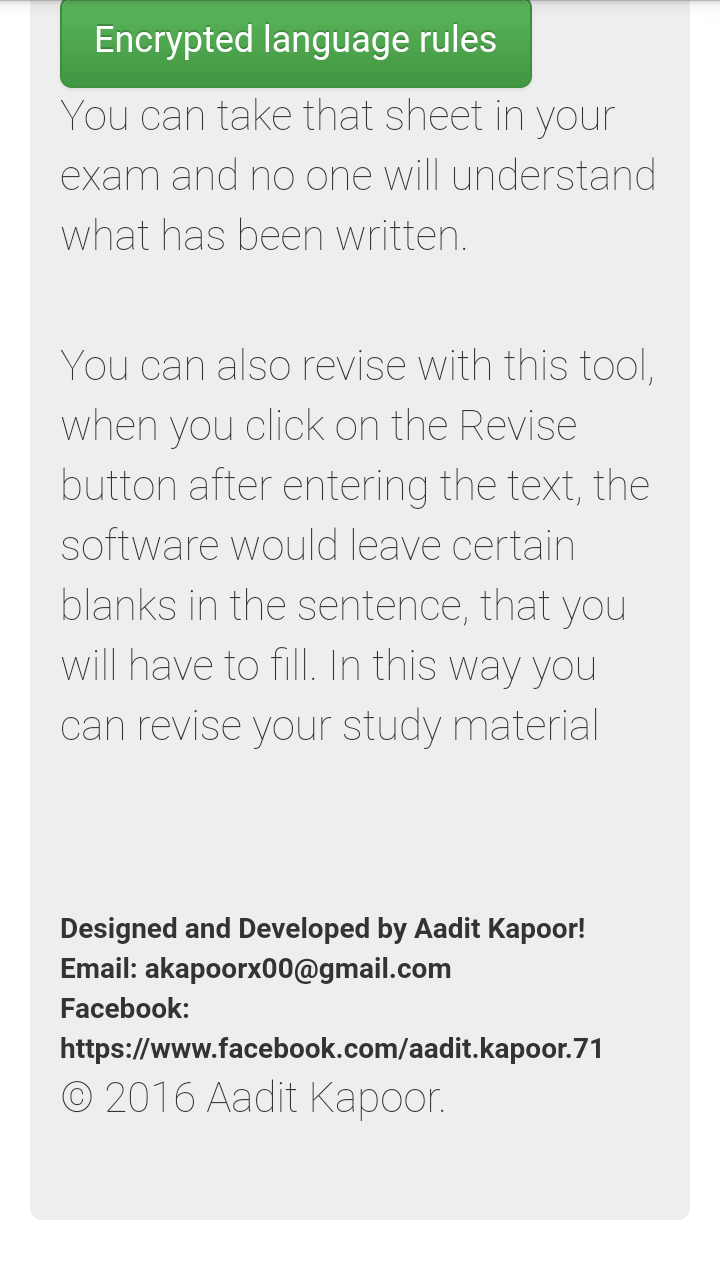 Encrypted language rules
You can take that sheet in your
exam and no one will understand
what has been written.
You can also revise with this tool,
when you click on the Revise
button after entering the text, the
software would leave certain
blanks in the sentence, that you
will have to fill. In this way you
can revise your study material
Designed and Developed by Aadit Kapoor!
Email: akapoorx00@gmail.com
Facebook:
https://www.facebook.com/aadit.kapoor.71
© 2016 Aadit Kapoor.